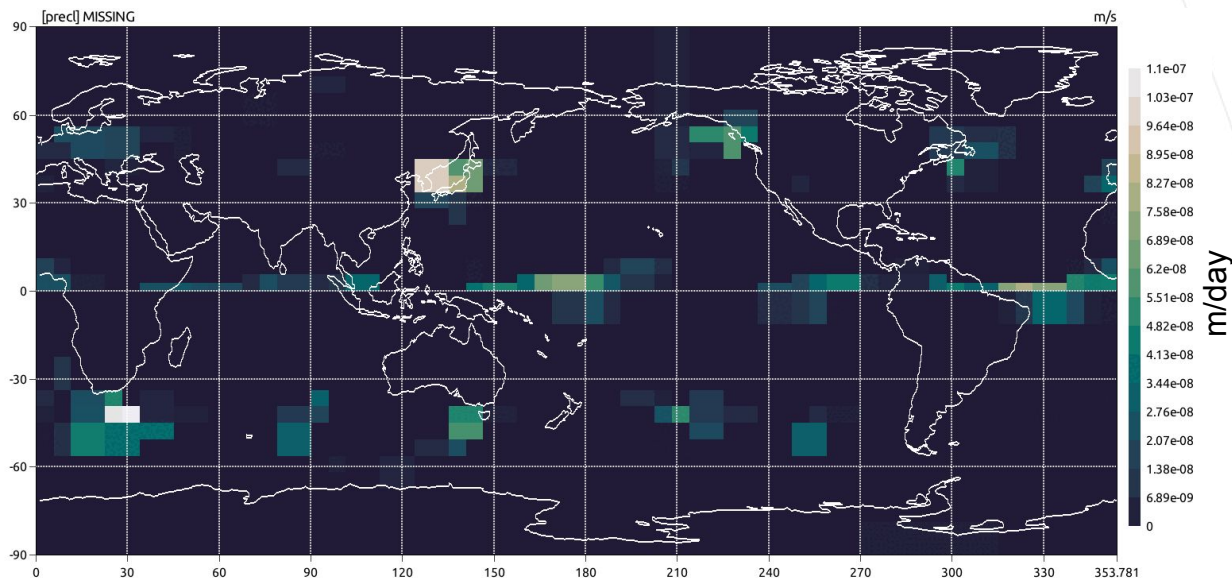 [precl] MISSING
m/s
90
60
30
0
-30
-60
-90
0 30 60 90 120 150 180 210 240 270 300 330 353.781
1.1e-07
1.03e-07
9.64e-08
8.95e-08
8.27e-08
7.58e-08
6.89e-08
6.2e-08
5.51e-08
4.82e-08
4.13e-08
3.44e-08
2.76e-08
2.07e-08
1.38e-08
6.89e-09
0
m/day